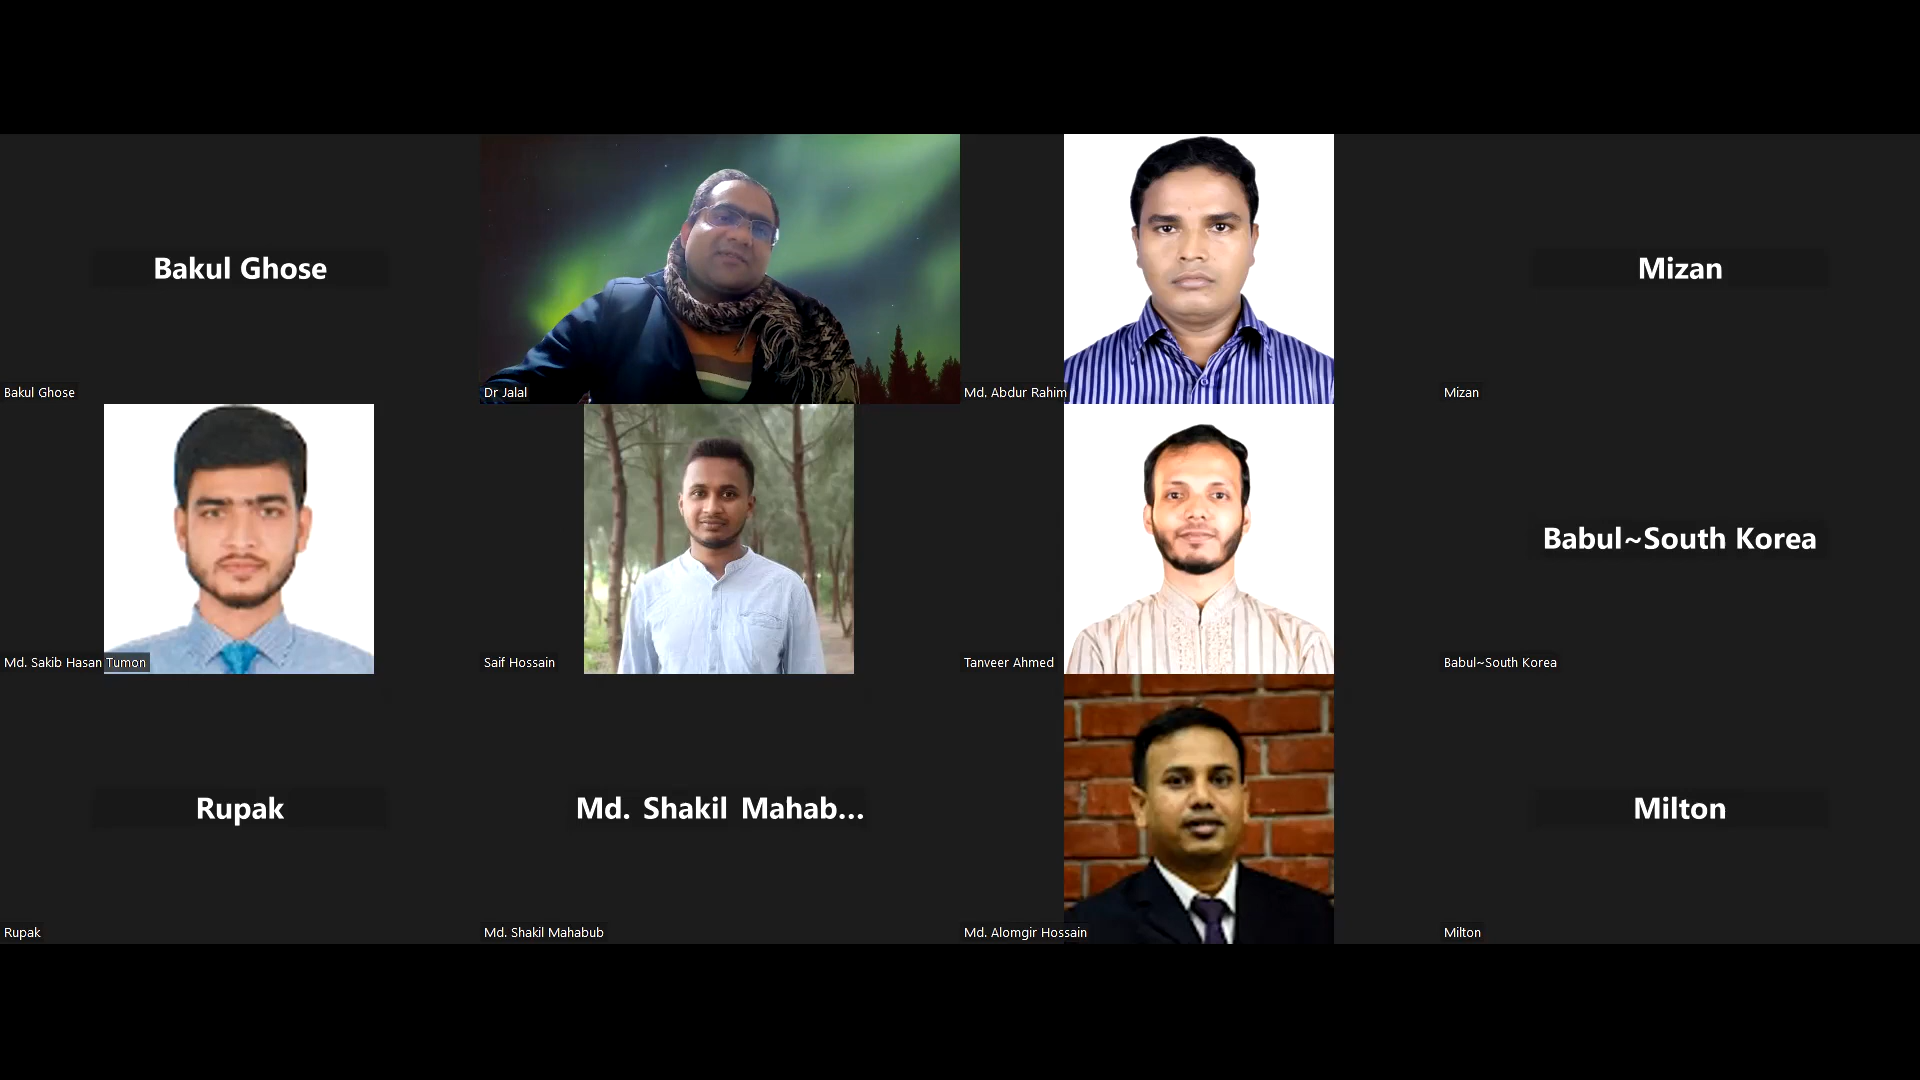 Bakul Ghose
Mizan
Bakul Ghose
Dr Jalal
Md. Abdur Rahim
Mizan
Babul~South Korea
Md. Sakib Hasan Tumon
Saif Hossain
Tanveer Ahmed
Babul~South Korea
Rupak
Md. Shakil Mahab...
Milton
Rupak
Md. Shakil Mahabub
Md. Alomgir Hossain
Milton